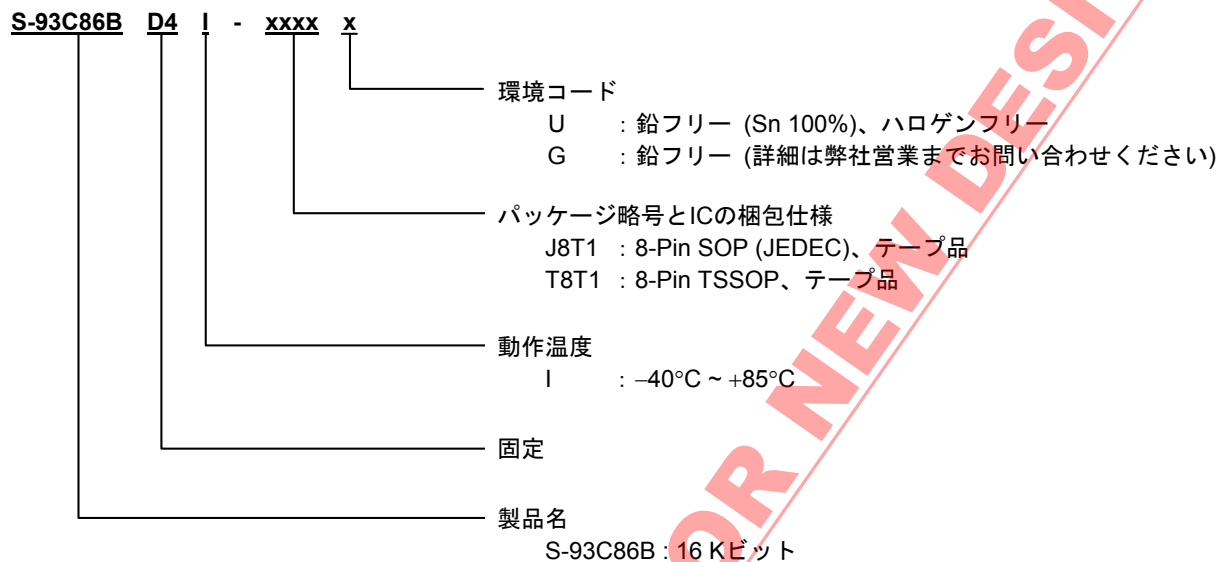 S-93C86B D4 I - xxxx x
環境コード
U : 鉛フリー (Sn 100%)、ハロゲンフリー
G : 鉛フリー (詳細は弊社営業までお問い合わせください)
パッケージ略号とICの梱包仕様
J8T1 : 8-Pin SOP (JEDEC)、テープ品
T8T1 : 8-Pin TSSOP、テープ品
動作温度
I : −40°C ~ +85°C
固定
製品名
S-93C86B : 16 Kビット
OR NEW DESI